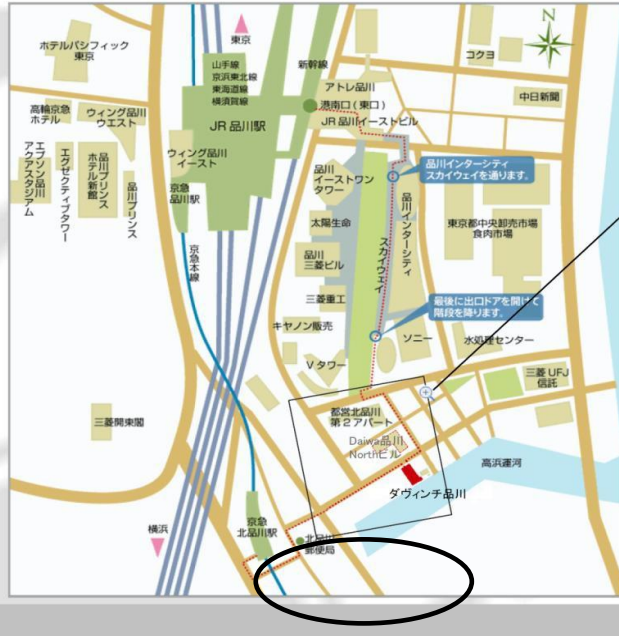 N
ホテルパシフィック
東京
東京
山手線
京浜東北線
東海道線
横須賀線
新幹線
アトレ品川
コクヨ
中日新聞
港南口(東口)
JR品川イーストビル
高輪京急
ホテル
ウィング品川
ウエスト
JR品川駅
ウィング品川
イースト
エプソン品川
アクアスタジアム
エグゼクティブタワー
品川プリンス
ホテル新館
品川プリンス
京急
品川駅
品川
イーストワン
タワー
品川インターシティ
スカイウェイを通ります。
品川インターシティ
東京都中央卸売市場
食肉市場
太陽生命
スカイウェイ
京急本線
品川
三菱ビル
三菱重工
最後に出口ドアを開けて
階段を降ります。
キヤノン販売
ソニー
水処理センター
Vタワー
三菱UFJ
信託
三菱開東閣
都営北品川
第2アパート
Daiwa品川
Northビル
高浜運河
ダヴィンチ品川
横浜
京急
北品川駅
北品川
郵便局